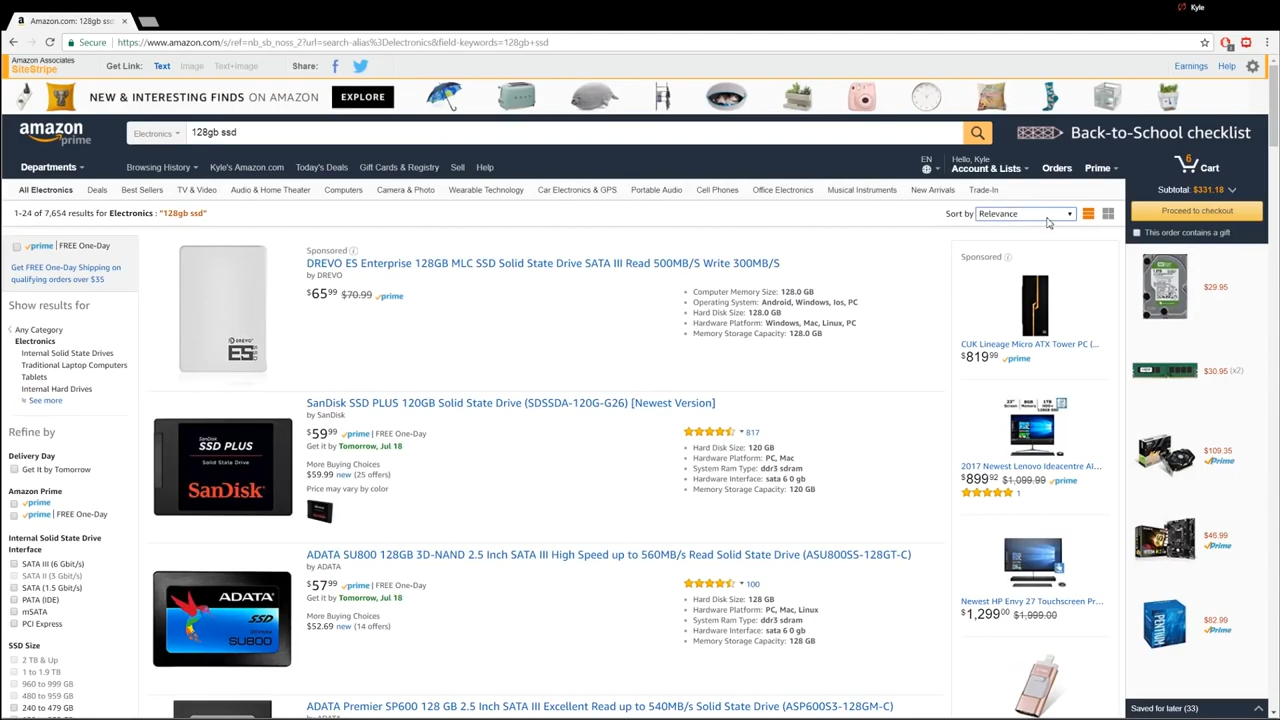 Kyle
Amazon.com: 128gb ssd
Secure
https://www.amazon.com/s/ref=nb_sb_noss_2?url=search-alias%3Delectronics&field-keywords=128gb+ssd
Amazon Associates
SiteStripe
Get Link: Text Image Text+Image
Share:
Earnings Help
NEW & INTERESTING FINDS ON AMAZON EXPLORE
amazon prime
Electronics
128gb ssd
Back-to-School checklist
Departments
Browsing History Kyle's Amazon.com Today's Deals Gift Cards & Registry Sell Help
EN
Hello, Kyle
Account & Lists
Orders
Prime
6
Cart
All Electronics Deals Best Sellers TV & Video Audio & Home Theater Computers Camera & Photo Wearable Technology Car Electronics & GPS Portable Audio Cell Phones Office Electronics Musical Instruments New Arrivals Trade-In
Subtotal: $331.18
Proceed to checkout
This order contains a gift
1-24 of 7,654 results for Electronics : "128gb ssd"
Sort by Relevance
prime | FREE One-Day
Get FREE One-Day Shipping on
qualifying orders over $35
Show results for
Any Category
Electronics
Internal Solid State Drives
Traditional Laptop Computers
Tablets
Internal Hard Drives
See more
Refine by
Delivery Day
Get It by Tomorrow
Amazon Prime
prime
prime | FREE One-Day
Internal Solid State Drive
Interface
SATA III (6 Gbit/s)
SATA II (3 Gbit/s)
SATA (1.5 Gbit/s)
PATA (IDE)
mSATA
PCI Express
SSD Size
2 TB & Up
1 to 1.9 TB
960 to 999 GB
480 to 959 GB
240 to 479 GB
DREVO
ES
Sponsored
DREVO ES Enterprise 128GB MLC SSD Solid State Drive SATA III Read 500MB/S Write 300MB/S
by DREVO
$65.99 $70.99 prime
Computer Memory Size: 128.0 GB
Operating System: Android, Windows, Ios, PC
Hard Disk Size: 128.0 GB
Hardware Platform: Windows, Mac, Linux, PC
Memory Storage Capacity: 128.0 GB
SanDisk
SSD PLUS
Solid State Drive
SanDisk
SanDisk SSD PLUS 120GB Solid State Drive (SDSSDA-120G-G26) [Newest Version]
by SanDisk
$59.99 prime | FREE One-Day
Get it by Tomorrow, Jul 18
More Buying Choices
$59.99 new (25 offers)
Price may vary by color
817
Hard Disk Size: 120 GB
Hardware Platform: PC, Mac
System Ram Type: ddr3 sdram
Hardware Interface: sata 6 0 gb
Memory Storage Capacity: 120 GB
ADATA
SSD
SU800
ADATA SU800 128GB 3D-NAND 2.5 Inch SATA III High Speed up to 560MB/s Read Solid State Drive (ASU800SS-128GT-C)
by ADATA
$57.99 prime | FREE One-Day
Get it by Tomorrow, Jul 18
More Buying Choices
$52.69 new (14 offers)
100
Hard Disk Size: 128 GB
Hardware Platform: PC, Mac, Linux
System Ram Type: ddr3 sdram
Hardware Interface: sata 6 0 gb
Memory Storage Capacity: 128 GB
ADATA Premier SP600 128 GB 2.5 Inch SATA III Excellent Read up to 540MB/s Solid State Drive (ASP600S3-128GM-C)
by ADATA
Sponsored
CUK Lineage Micro ATX Tower PC (...
$819.99 prime
2017 Newest Lenovo Ideacentre AI...
$899.92 $1,099.99 prime
1
Newest HP Envy 27 Touchscreen Pr...
$1,299.00 $1,999.00
$29.95
$30.95 (x2)
$109.35
prime
$46.99
prime
$82.99
prime
Saved for later (33)